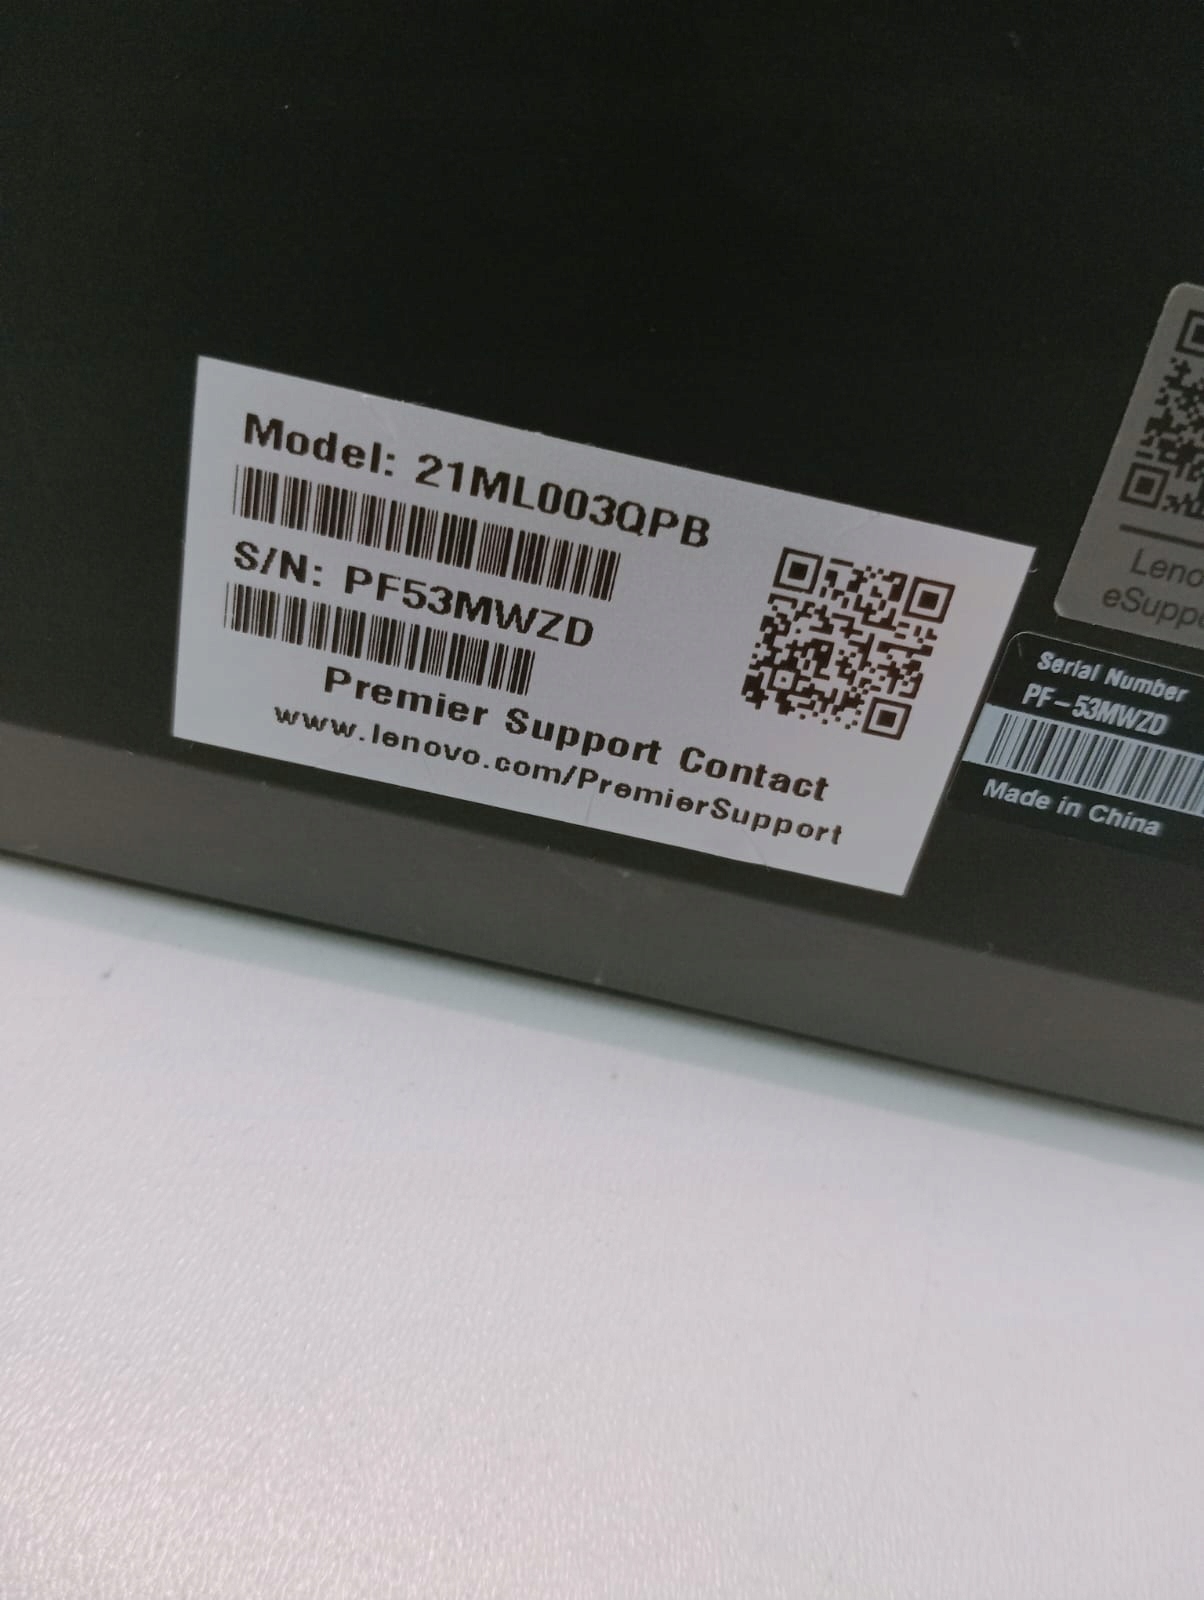 Model: 21ML003QPB
S/N: PF53MWZD
Premier Support Contact
www.lenovo.com/PremierSupport
Serial Number
PF-53MWZD
Made in China